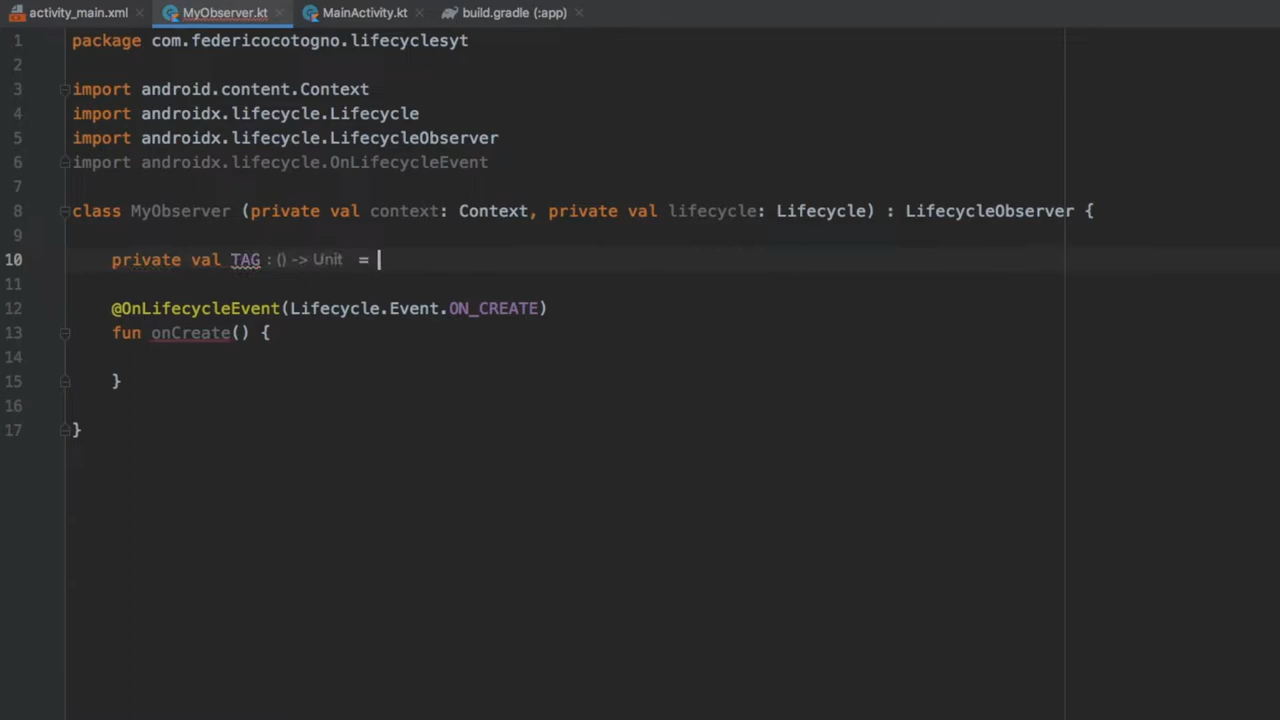 activity_main.xml MyObserver.kt MainActivity.kt build.gradle (:app)
1 package com.federicocotogno.lifecyclesyt
2
3 import android.content.Context
4 import androidx.lifecycle.Lifecycle
5 import androidx.lifecycle.LifecycleObserver
6 import androidx.lifecycle.OnLifecycleEvent
7
8 class MyObserver (private val context: Context, private val lifecycle: Lifecycle) : LifecycleObserver {
9
10 private val TAG : () -> Unit =
11
12 @OnLifecycleEvent(Lifecycle.Event.ON_CREATE)
13 fun onCreate() {
14
15 }
16
17 }